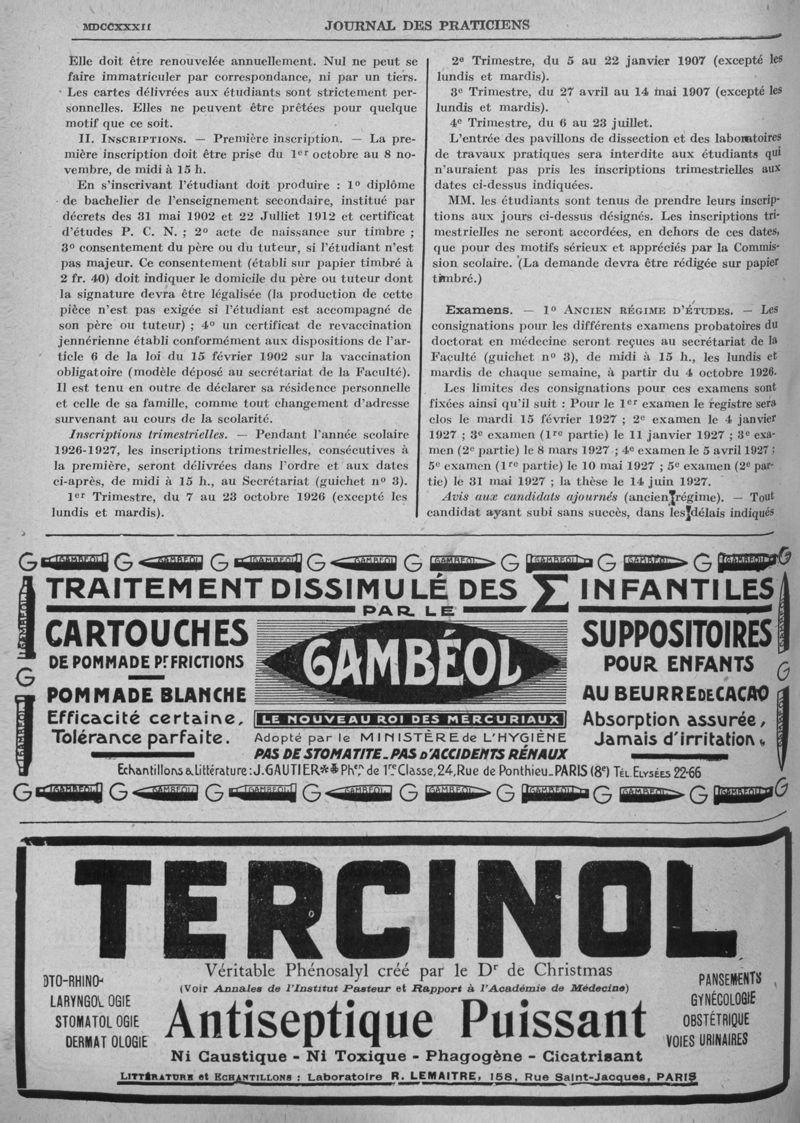 MDCCXXXII
JOURNAL DES PRATICIENS
Elle doit être renouvelée annuellement. Nul ne peut se
faire immatriculer par correspondance, ni par un tiers.
Les cartes délivrées aux étudiants sont strictement per-
sonnelles. Elles ne peuvent être prêtées pour quelque
motif que ce soit.
II. INSCRIPTIONS. — Première inscription. — La pre-
mière inscription doit être prise du 1er octobre au 8 no-
vembre, de midi à 15 h.
En s'inscrivant l'étudiant doit produire : 1º diplôme
de bachelier de l'enseignement secondaire, institué par
décrets des 31 mai 1902 et 22 Julliet 1912 et certificat
d'études P. C. N. ; 2º acte de naissance sur timbre ;
3º consentement du père ou du tuteur, si l'étudiant n'est
pas majeur. Ce consentement (établi sur papier timbré à
2 fr. 40) doit indiquer le domicile du père ou tuteur dont
la signature devra être légalisée (la production de cette
pièce n'est pas exigée si l'étudiant est accompagné de
son père ou tuteur) ; 4º un certificat de revaccination
jennérienne établi conformément aux dispositions de l'ar-
ticle 6 de la loi du 15 février 1902 sur la vaccination
obligatoire (modèle déposé au secrétariat de la Faculté).
Il est tenu en outre de déclarer sa résidence personnelle
et celle de sa famille, comme tout changement d'adresse
survenant au cours de la scolarité.
Inscriptions trimestrielles. — Pendant l'année scolaire
1926-1927, les inscriptions trimestrielles, consécutives à
la première, seront délivrées dans l'ordre et aux dates
ci-après, de midi à 15 h., au Secrétariat (guichet nº 3).
1er Trimestre, du 7 au 23 octobre 1926 (exceptés les
lundis et mardis).
2e Trimestre, du 5 au 22 janvier 1907 (excepté les
lundis et mardis).
3e Trimestre, du 27 avril au 14 mai 1907 (excepté les
lundis et mardis).
4e Trimestre, du 6 au 23 juillet.
L'entrée des pavillons de dissection et des laboratoires
de travaux pratiques sera interdite aux étudiants qui
n'auraient pas pris les inscriptions trimestrielles aux
dates ci-dessus indiquées.
MM. les étudiants sont tenus de prendre leurs inscrip-
tions aux jours ci-dessus désignés. Les inscriptions tri-
mestrielles ne seront accordées, en dehors de ces dates,
que pour des motifs sérieux et appréciés par la Commis-
sion scolaire. (La demande devra être rédigée sur papier
timbré.)
Examens. — 1º ANCIEN RÉGIME D'ÉTUDES. — Les
consignations pour les différents examens probatoires du
doctorat en médecine seront reçues au secrétariat de la
Faculté (guichet nº 3), de midi à 15 h., les lundis et
mardis de chaque semaine, à partir du 4 octobre 1926.
Les limites des consignations pour ces examens sont
fixées ainsi qu'il suit : Pour le 1er examen le registre sera
clos le mardi 15 février 1927 ; 2e examen le 4 janvier
1927 ; 3e examen (1re partie) le 11 janvier 1927 ; 3e exa-
men (2e partie) le 8 mars 1927 ; 4e examen le 5 avril 1927 ;
5e examen (1re partie) le 10 mai 1927 ; 5e examen (2e par-
tie) le 31 mai 1927 ; la thèse le 14 juin 1927.
Avis aux candidats ajournés (ancien régime). — Tout
candidat ayant subi sans succès, dans les délais indiqués
G GAMBÉOL G GAMBÉOL G GAMBÉOL G GAMBÉOL G GAMBÉOL G GAMBÉOL G GAMBÉOL G GAMBÉOL G
TRAITEMENT DISSIMULÉ DES Σ INFANTILES
PAR LE
CARTOUCHES
DE POMMADE Pr FRICTIONS
POMMADE BLANCHE
Efficacité certaine,
Tolérance parfaite.
GAMBÉOL
LE NOUVEAU ROI DES MERCURIAUX
Adopté par le MINISTÈRE de L'HYGIÈNE
PAS DE STOMATITE_PAS D'ACCIDENTS RÉNAUX
SUPPOSITOIRES
POUR ENFANTS
AU BEURRE DE CACAO
Absorption assurée,
Jamais d'irritation.
Echantillons & Littérature: J. GAUTIER Phen de 1re Classe, 24, Rue de Ponthieu_PARIS (8e) TÉL. ELYSÉES 22-66
G GAMBÉOL G GAMBÉOL G GAMBÉOL G GAMBÉOL G GAMBÉOL G GAMBÉOL G GAMBÉOL G GAMBÉOL G
TERCINOL
Véritable Phénosalyl créé par le Dr de Christmas
(Voir Annales de l'Institut Pasteur et Rapport à l'Académie de Médecine)
OTO-RHINO-
LARYNGOLOGIE
STOMATOLOGIE
DERMATOLOGIE
Antiseptique Puissant
PANSEMENTS
GYNÉCOLOGIE
OBSTÉTRIQUE
VOIES URINAIRES
Ni Caustique - Ni Toxique - Phagogène - Cicatrisant
LITTÉRATURE et ECHANTILLONS : Laboratoire R. LEMAITRE, 158, Rue Saint-Jacques, PARIS